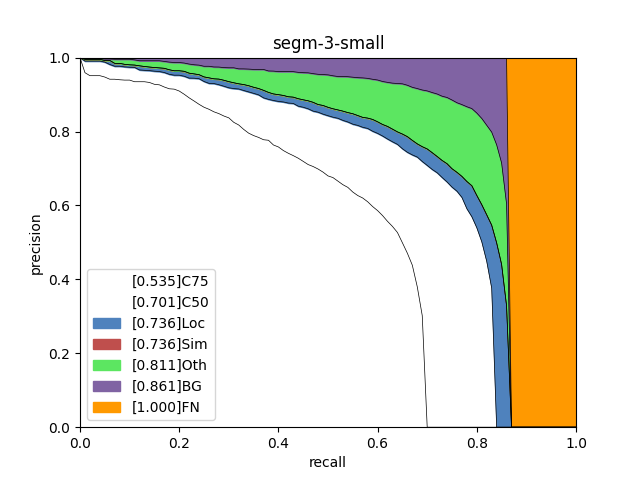 segm-3-small
1.0
0.8
0.6
0.4
0.2
0.0
precision
[0.535]C75
[0.701]C50
[0.736]Loc
[0.736]Sim
[0.811]Oth
[0.861]BG
[1.000]FN
0.0 0.2 0.4 0.6 0.8 1.0
recall